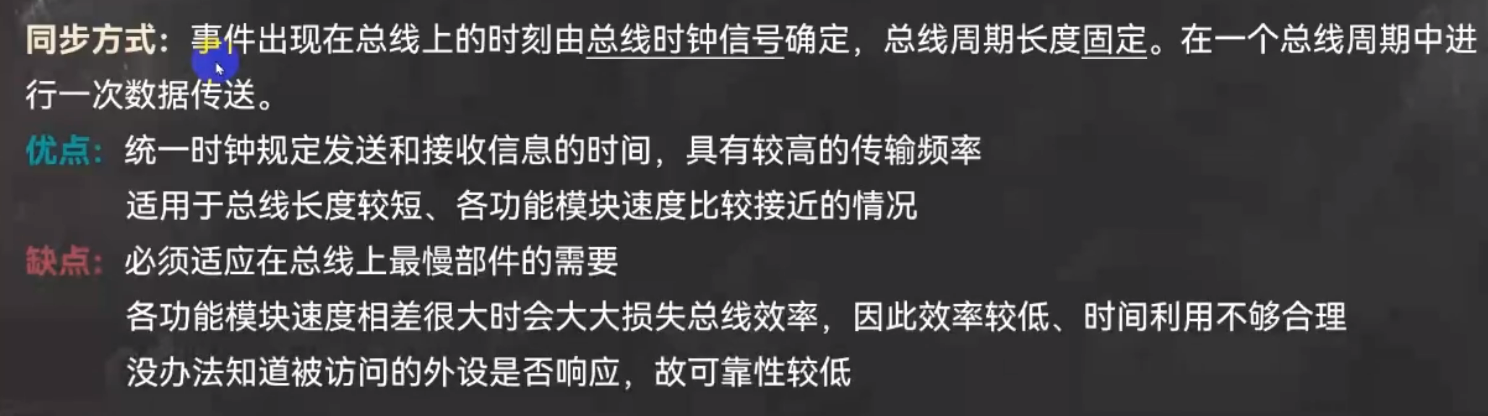 同步方式：事件出现在总线上的时刻由总线时钟信号确定，总线周期长度固定。在一个总线周期中进
行一次数据传送。
优点：统一时钟规定发送和接收信息的时间，具有较高的传输频率
适用于总线长度较短、各功能模块速度比较接近的情况
缺点：必须适应在总线上最慢部件的需要
各功能模块速度相差很大时会大大损失总线效率，因此效率较低、时间利用不够合理
没办法知道被访问的外设是否响应，故可靠性较低